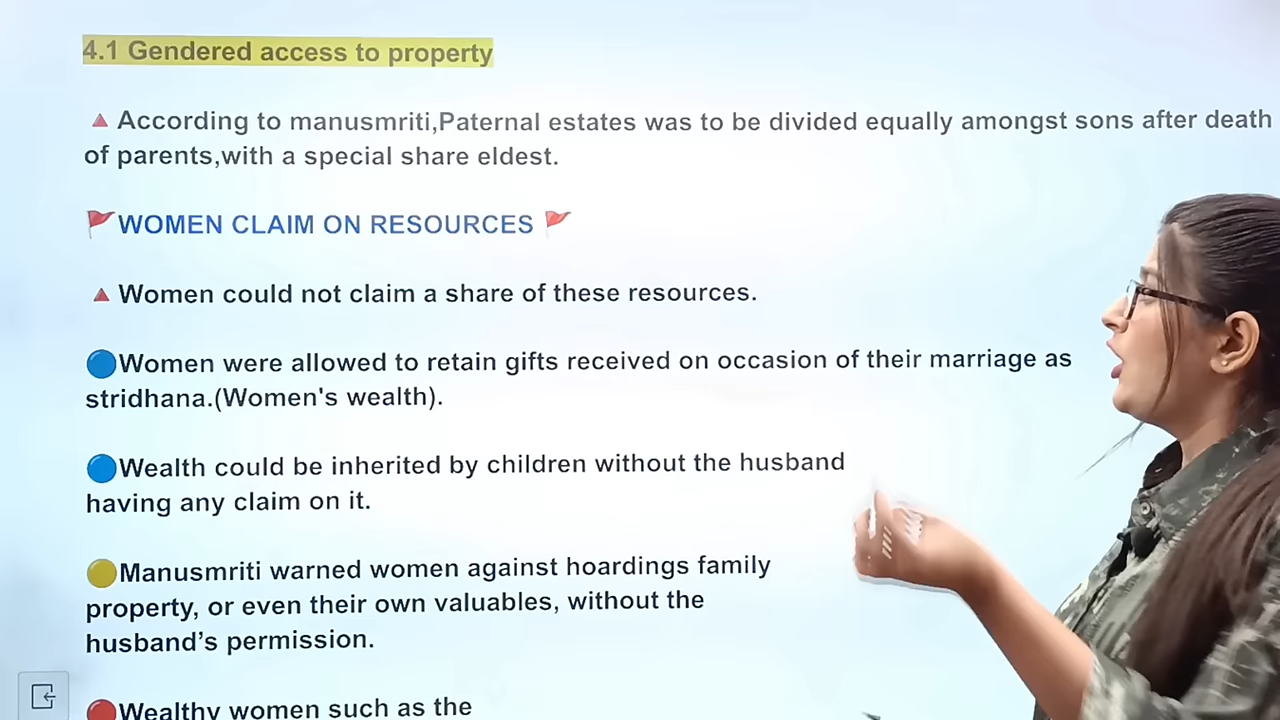 4.1 Gendered access to property
🔺According to manusmriti,Paternal estates was to be divided equally amongst sons after death
of parents,with a special share eldest.
🚩WOMEN CLAIM ON RESOURCES 🚩
🔺Women could not claim a share of these resources.
🔵Women were allowed to retain gifts received on occasion of their marriage as
stridhana.(Women's wealth).
🔵Wealth could be inherited by children without the husband
having any claim on it.
🟡Manusmriti warned women against hoardings family
property, or even their own valuables, without the
husband’s permission.
🔴Wealthy women such as the